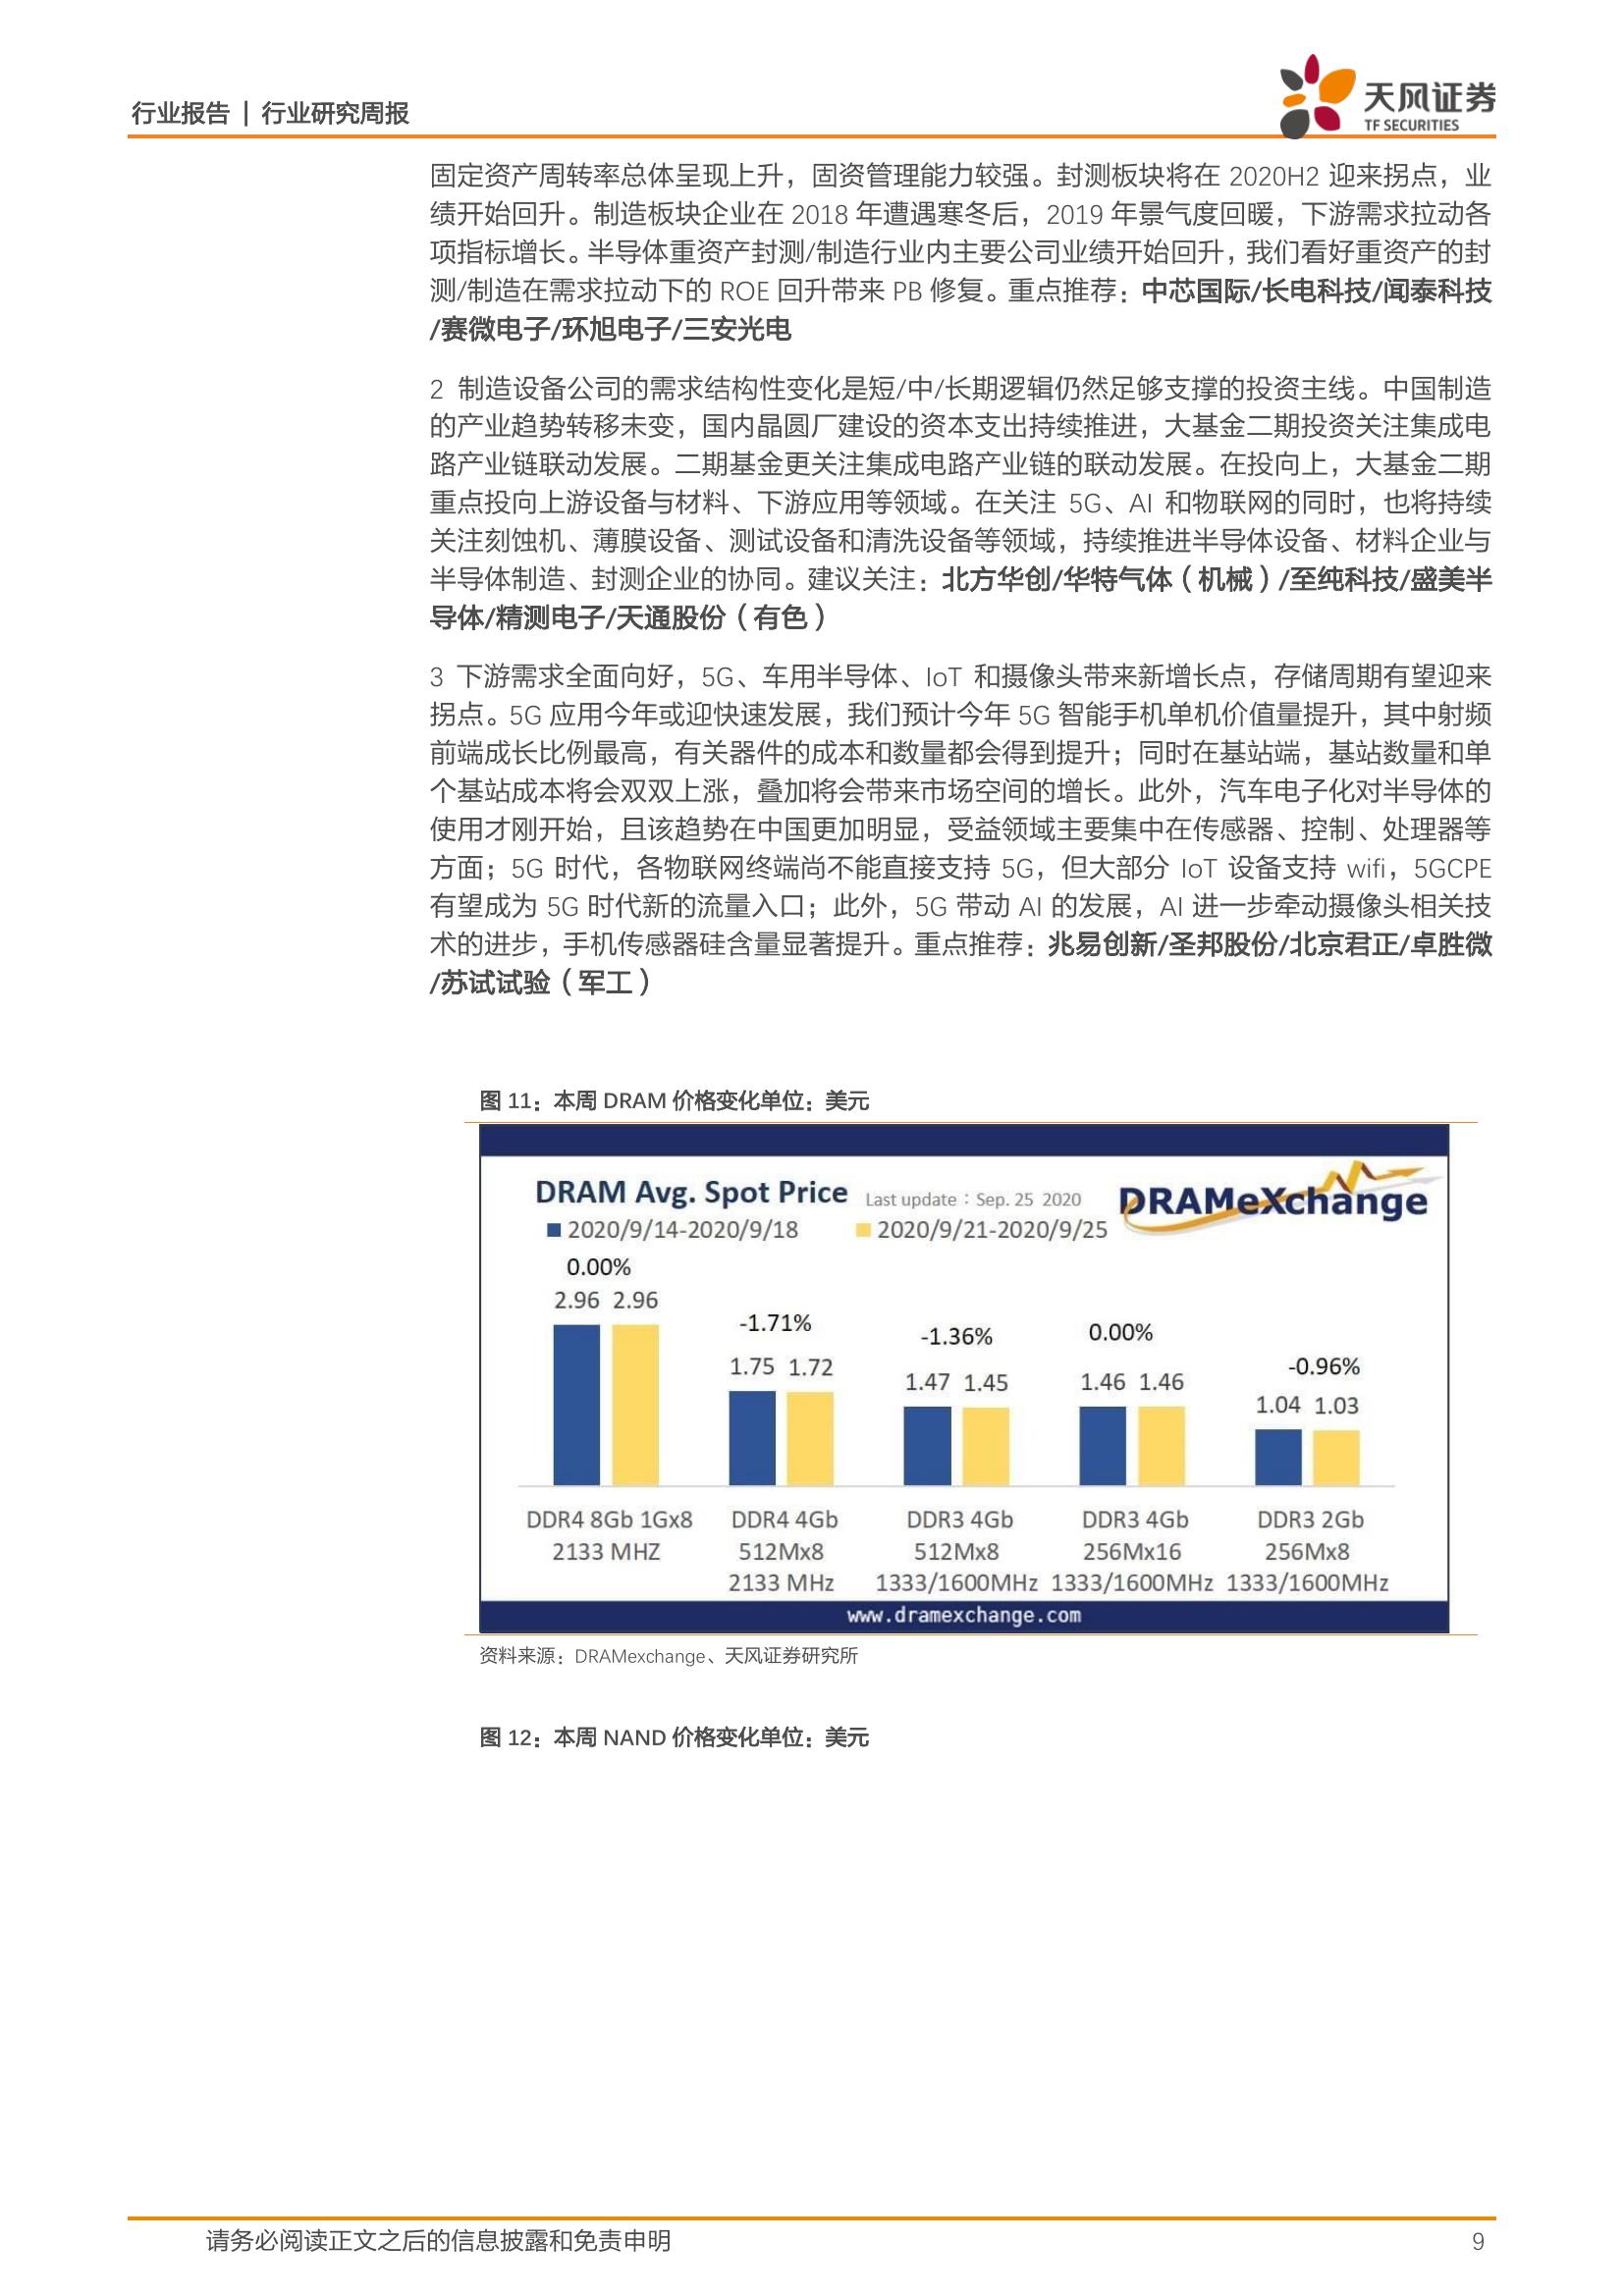 行业报告 | 行业研究周报
天风证券
TF SECURITIES
固定资产周转率总体呈现上升，固资管理能力较强。封测板块将在 2020H2 迎来拐点，业
绩开始回升。制造板块企业在 2018 年遭遇寒冬后，2019 年景气度回暖，下游需求拉动各
项指标增长。半导体重资产封测/制造行业内主要公司业绩开始回升，我们看好重资产的封
测/制造在需求拉动下的 ROE 回升带来 PB 修复。重点推荐：中芯国际/长电科技/闻泰科技
/赛微电子/环旭电子/三安光电
2 制造设备公司的需求结构性变化是短/中/长期逻辑仍然足够支撑的投资主线。中国制造
的产业趋势转移未变，国内晶圆厂建设的资本支出持续推进，大基金二期投资关注集成电
路产业链联动发展。二期基金更关注集成电路产业链的联动发展。在投向上，大基金二期
重点投向上游设备与材料、下游应用等领域。在关注 5G、AI 和物联网的同时，也将持续
关注刻蚀机、薄膜设备、测试设备和清洗设备等领域，持续推进半导体设备、材料企业与
半导体制造、封测企业的协同。建议关注：北方华创/华特气体（机械）/至纯科技/盛美半
导体/精测电子/天通股份（有色）
3 下游需求全面向好，5G、车用半导体、IoT 和摄像头带来新增长点，存储周期有望迎来
拐点。5G 应用今年或迎快速发展，我们预计今年 5G 智能手机单机价值量提升，其中射频
前端成长比例最高，有关器件的成本和数量都会得到提升；同时在基站端，基站数量和单
个基站成本将会双双上涨，叠加将会带来市场空间的增长。此外，汽车电子化对半导体的
使用才刚开始，且该趋势在中国更加明显，受益领域主要集中在传感器、控制、处理器等
方面；5G 时代，各物联网终端尚不能直接支持 5G，但大部分 IoT 设备支持 wifi，5GCPE
有望成为 5G 时代新的流量入口；此外，5G 带动 AI 的发展，AI 进一步牵动摄像头相关技
术的进步，手机传感器硅含量显著提升。重点推荐：兆易创新/圣邦股份/北京君正/卓胜微
/苏试试验（军工）
图 11：本周 DRAM 价格变化单位：美元
DRAM Avg. Spot Price Last update：Sep. 25 2020 DRAMeXchange
2020/9/14-2020/9/18 2020/9/21-2020/9/25
0.00%
2.96 2.96
-1.71%
1.75 1.72
-1.36%
1.47 1.45
0.00%
1.46 1.46
-0.96%
1.04 1.03
DDR4 8Gb 1Gx8 DDR4 4Gb DDR3 4Gb DDR3 4Gb DDR3 2Gb
2133 MHZ 512Mx8 512Mx8 256Mx16 256Mx8
2133 MHz 1333/1600MHz 1333/1600MHz 1333/1600MHz
www.dramexchange.com
资料来源：DRAMexchange、天风证券研究所
图 12：本周 NAND 价格变化单位：美元
请务必阅读正文之后的信息披露和免责申明 9